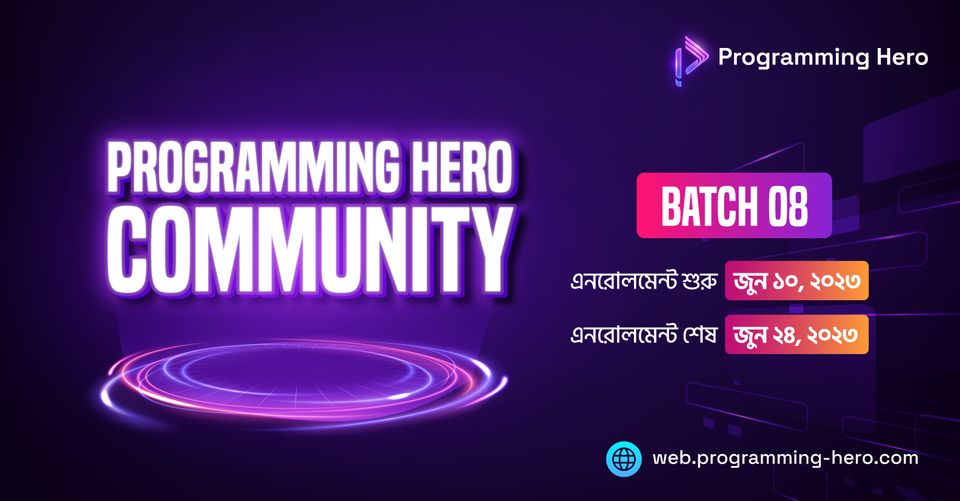 Programming Hero
PROGRAMMING HERO
COMMUNITY
BATCH 08
এনরোলমেন্ট শুরু জুন ১০, ২০২৩
এনরোলমেন্ট শেষ জুন ২৪, ২০২৩
web.programming-hero.com